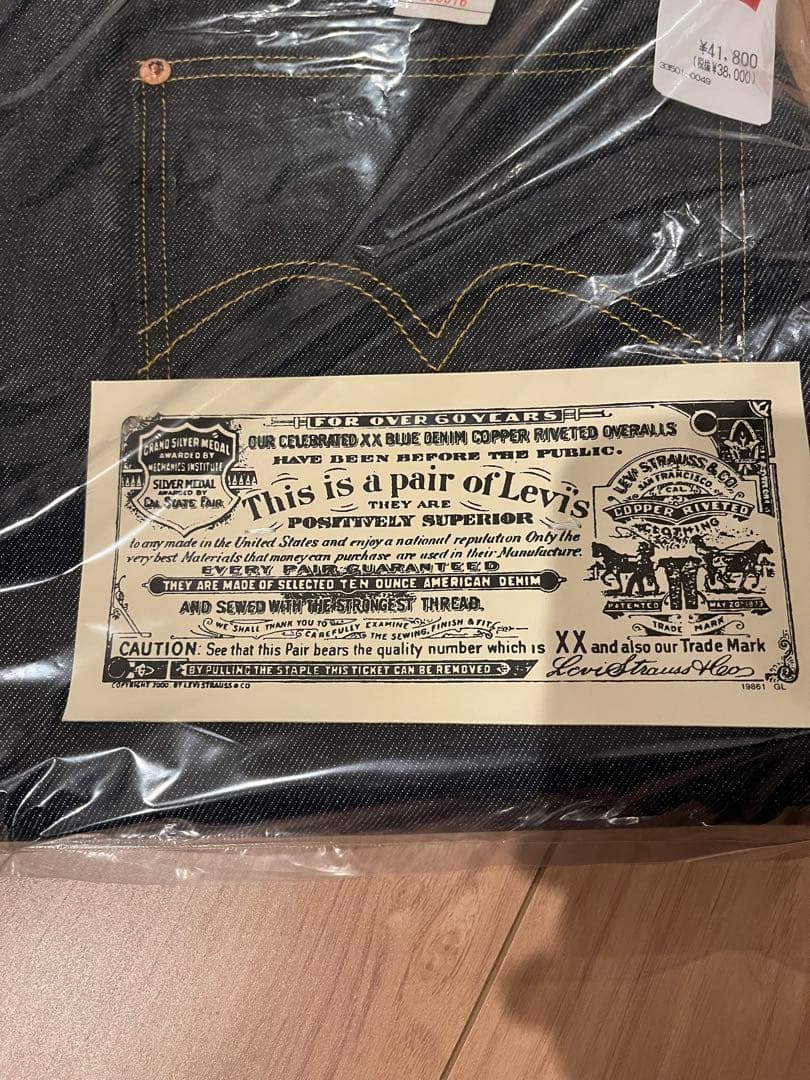 ¥41,800
(税抜¥38,000)
33501-0049
FOR OVER 60 YEARS
OUR CELEBRATED XX BLUE DENIM COPPER RIVETED OVERALLS
HAVE BEEN BEFORE THE PUBLIC.
GRAND SILVER MEDAL
AWARDED BY
MECHANICS INSTITUTE
SILVER MEDAL
AWARDED BY
CAL STATE FAIR
This is a pair of Levi's
THEY ARE
POSITIVELY SUPERIOR
to any made in the United States and enjoy a national reputation Only the
very best Materials that money can purchase are used in their Manufacture.
EVERY PAIR GUARANTEED
THEY ARE MADE OF SELECTED TEN OUNCE AMERICAN DENIM
AND SEWED WITH THE STRONGEST THREAD.
WE SHALL THANK YOU TO
CAREFULLY EXAMINE
THE SEWING, FINISH & FIT
LEVI STRAUSS & CO.
SAN FRANCISCO
CAL.
COPPER RIVETED
CLOTHING
PATENTED MAY 20 1873
TRADE MARK
CAUTION: See that this Pair bears the quality number which is XX and also our Trade Mark
BY PULLING THE STAPLE THIS TICKET CAN BE REMOVED
Levi Strauss & Co
COPYRIGHT 2000. BY LEVI STRAUSS & CO
19861 GL